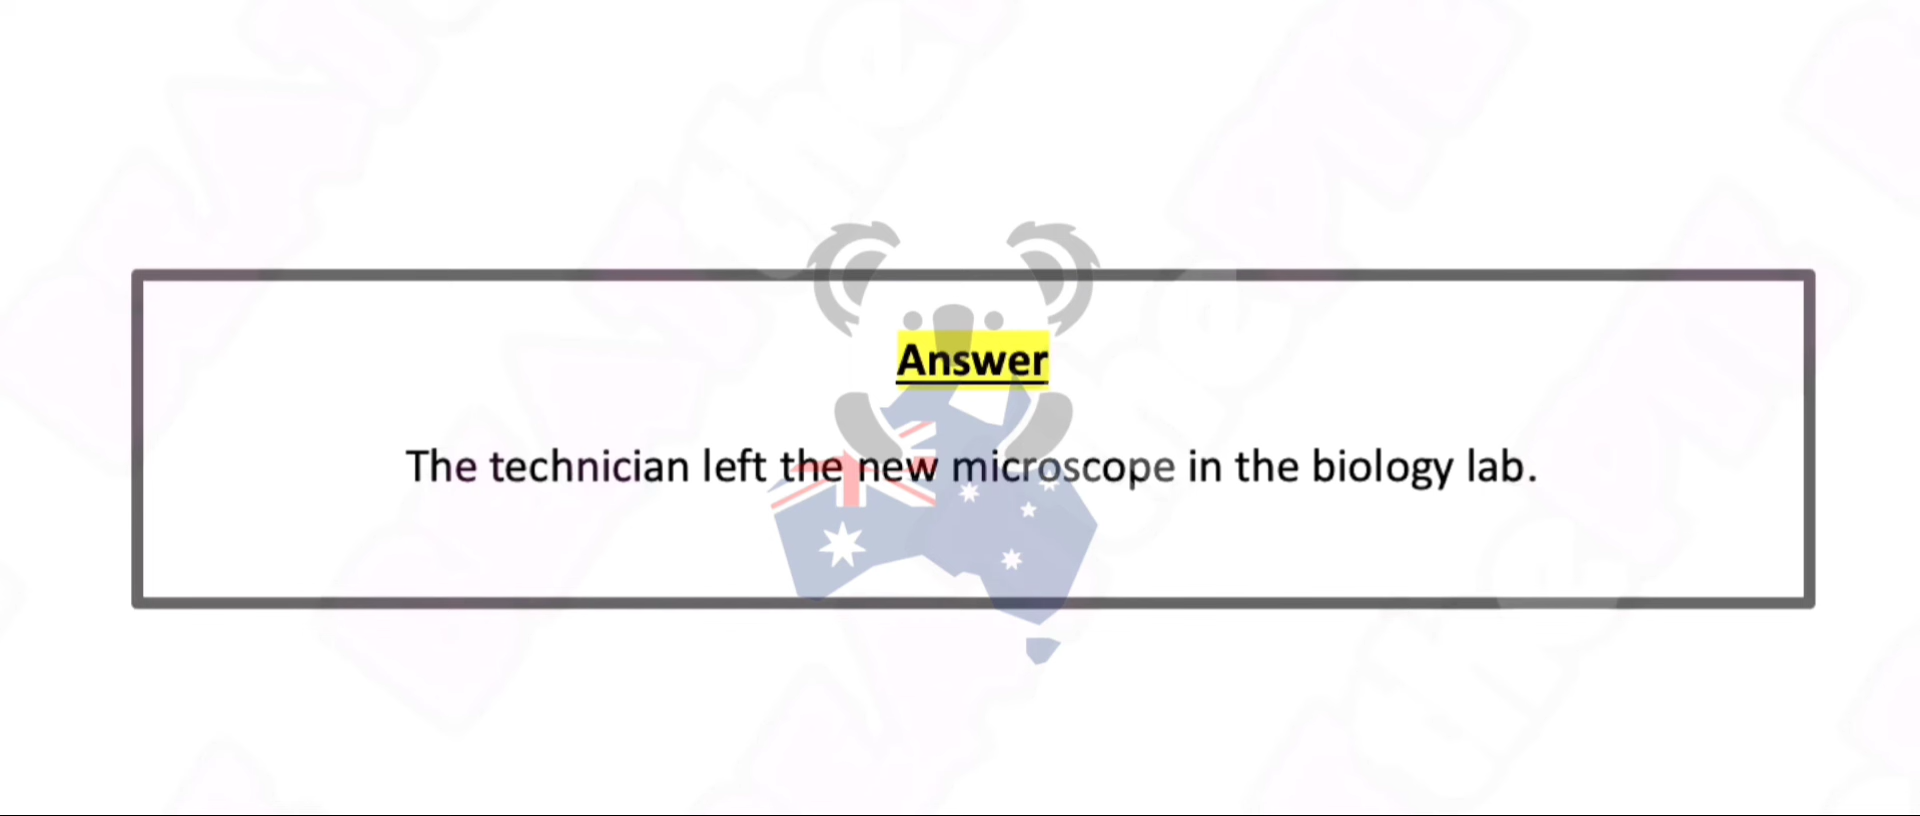 Answer
The technician left the new microscope in the biology lab.